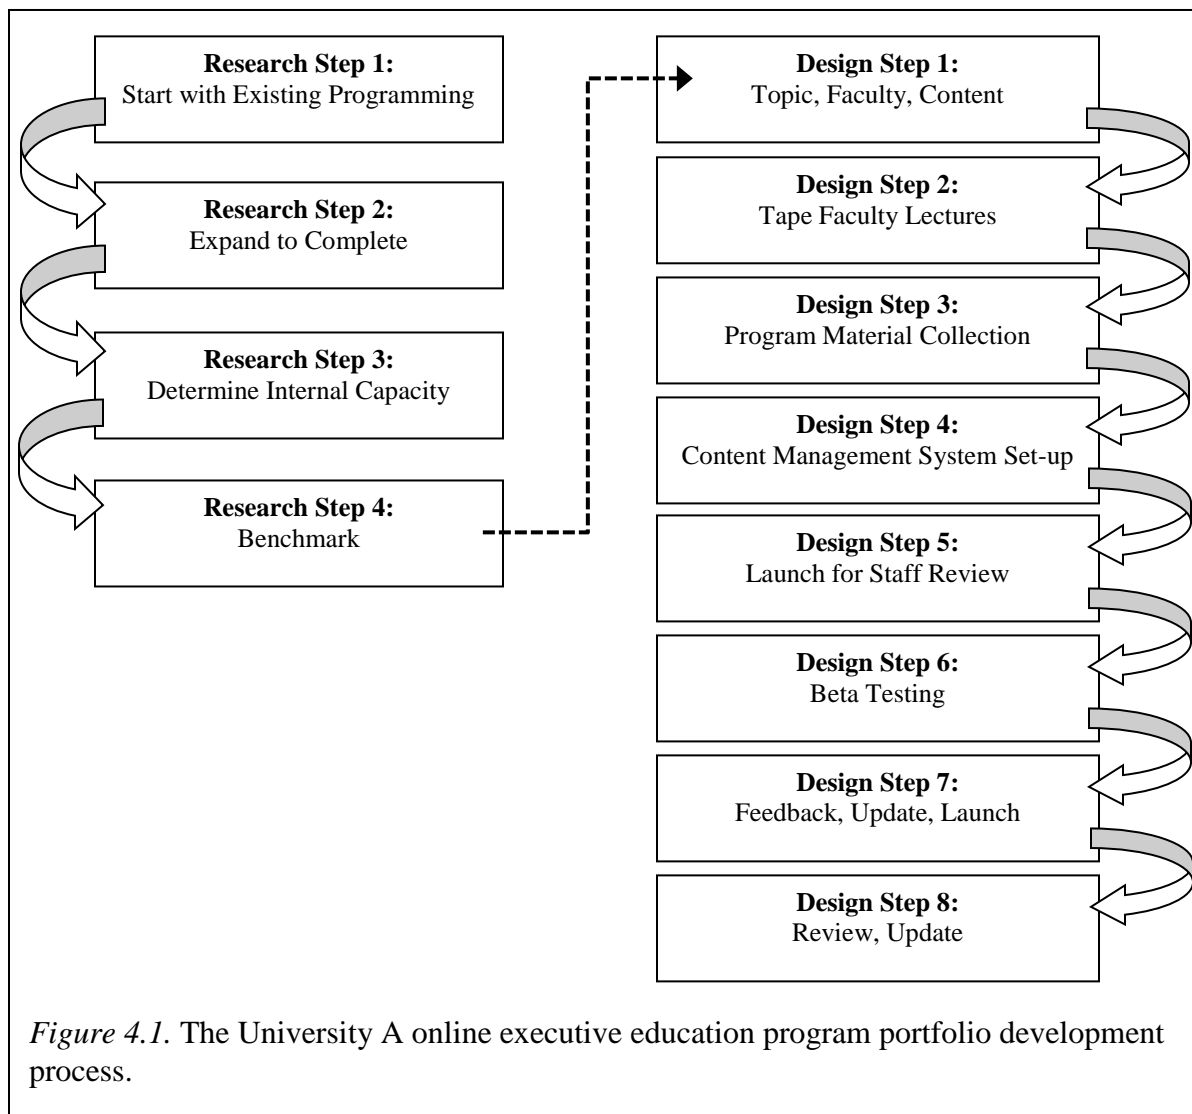 Research Step 1:
Start with Existing Programming
Research Step 2:
Expand to Complete
Research Step 3:
Determine Internal Capacity
Research Step 4:
Benchmark
Design Step 1:
Topic, Faculty, Content
Design Step 2:
Tape Faculty Lectures
Design Step 3:
Program Material Collection
Design Step 4:
Content Management System Set-up
Design Step 5:
Launch for Staff Review
Design Step 6:
Beta Testing
Design Step 7:
Feedback, Update, Launch
Design Step 8:
Review, Update
Figure 4.1. The University A online executive education program portfolio development
process.